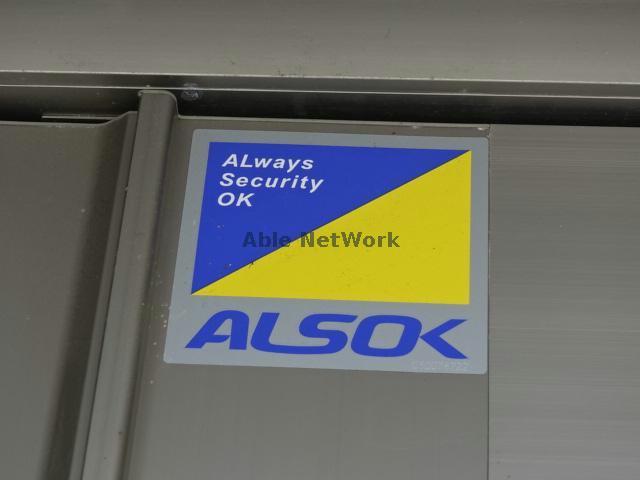 ALways
Security
OK
Able NetWork
ALSOK